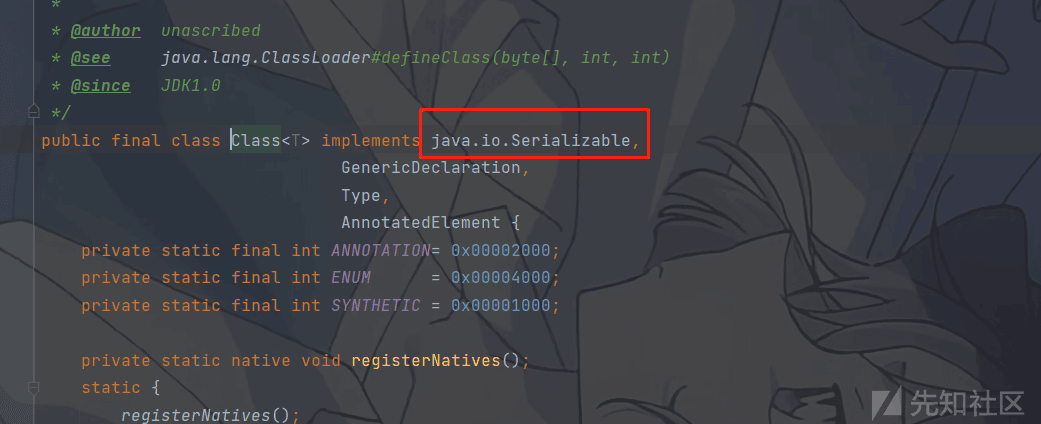 *
* @author unascribed
* @see java.lang.ClassLoader#defineClass(byte[], int, int)
* @since JDK1.0
*/
public final class Class<T> implements java.io.Serializable,
GenericDeclaration,
Type,
AnnotatedElement {
private static final int ANNOTATION= 0x00002000;
private static final int ENUM = 0x00004000;
private static final int SYNTHETIC = 0x00001000;
private static native void registerNatives();
static {
registerNatives();
先知社区